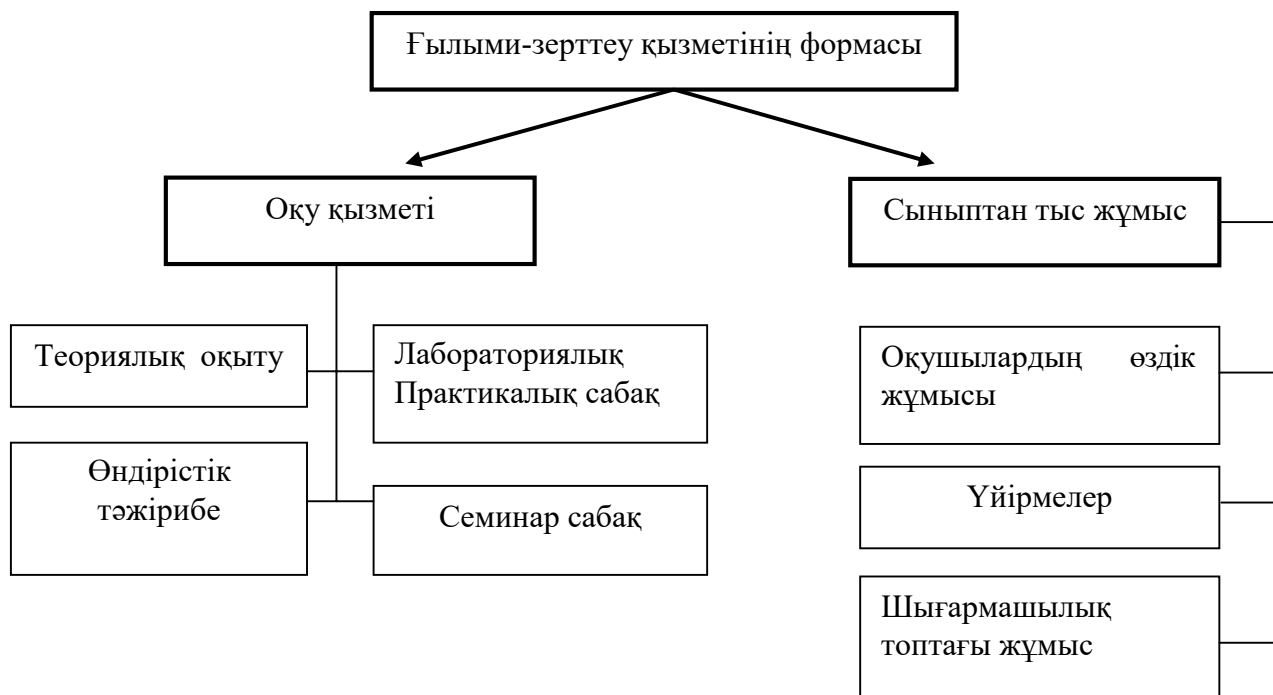 Ғылыми-зерттеу қызметінің формасы
Оқу қызметі
Сыныптан тыс жұмыс
Теориялық оқыту
Лабораториялық
Практикалық сабақ
Өндірістік
тәжірибе
Семинар сабақ
Оқушылардың өздік
жұмысы
Үйірмелер
Шығармашылық
топтағы жұмыс